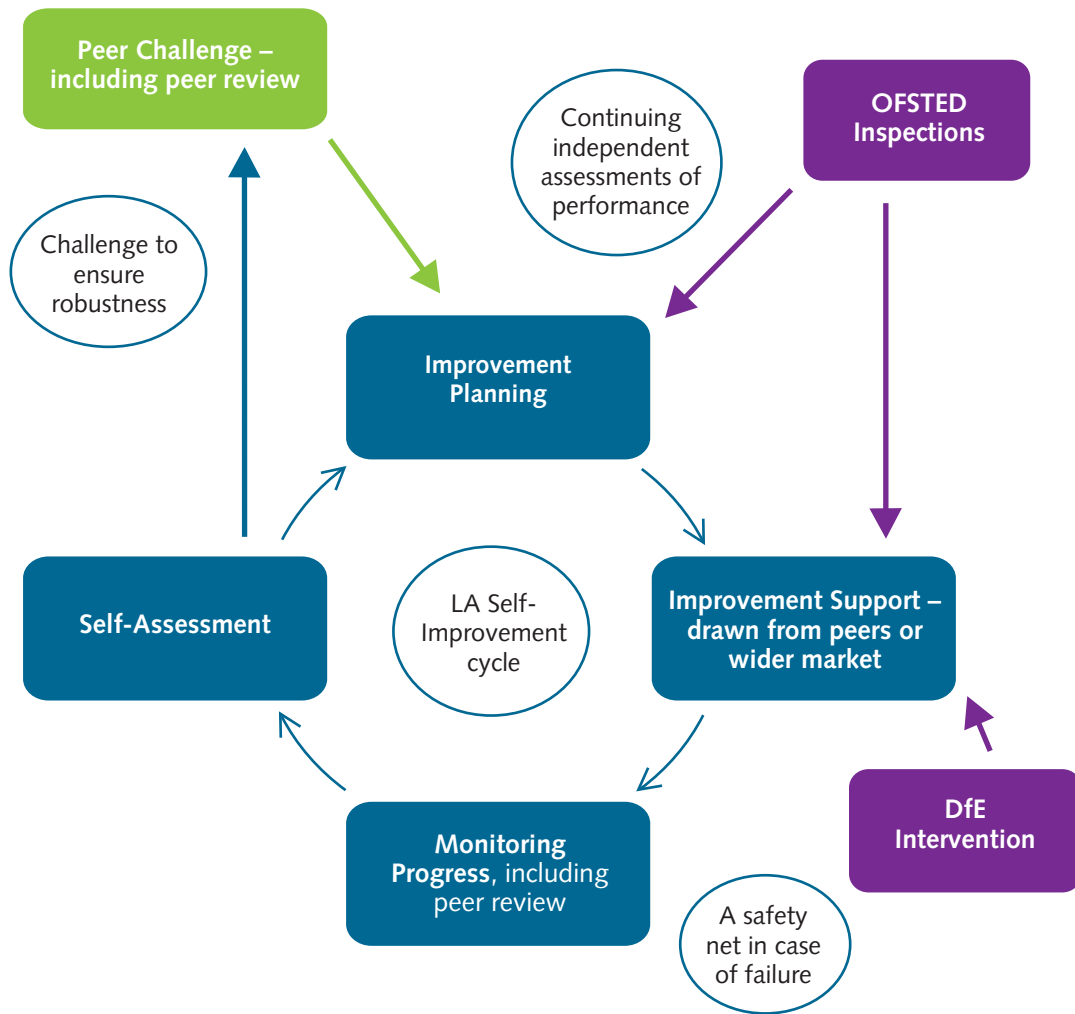 Peer Challenge –
including peer review
OFSTED
Inspections
Continuing
independent
assessments of
performance
Challenge to
ensure
robustness
Improvement
Planning
Self-Assessment
LA Self-
Improvement
cycle
Improvement Support –
drawn from peers or
wider market
DfE
Intervention
Monitoring
Progress, including
peer review
A safety
net in case
of failure